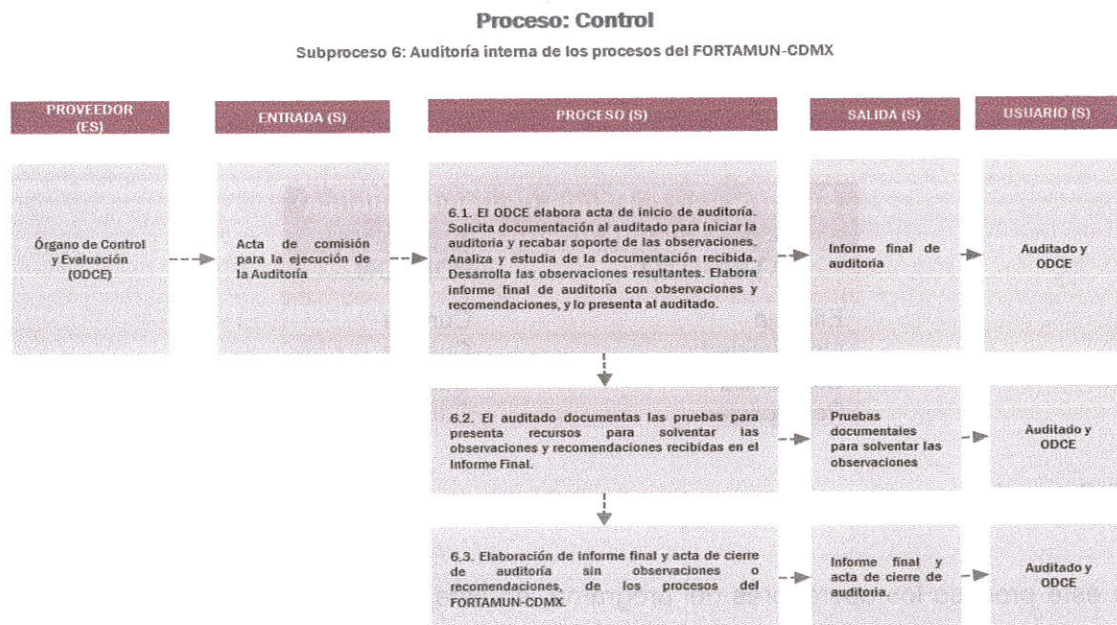 Proceso: Control
Subproceso 6: Auditoría interna de los procesos del FORTAMUN-CDMX
PROVEEDOR
(ES)
ENTRADA (S)
PROCESO (S)
SALIDA (S)
USUARIO (S)
Órgano de Control
y Evaluación
(ODCE)
Acta de comisión
para la ejecución de
la Auditoría
6.1. El ODCE elabora acta de inicio de auditoría.
Solicita documentación al auditado para iniciar la
auditoria y recabar soporte de las observaciones.
Analiza y estudia de la documentación recibida.
Desarrolla las observaciones resultantes. Elabora
informe final de auditoría con observaciones y
recomendaciones, y lo presenta al auditado.
Informe final de
auditoria
Auditado y
ODCE
6.2. El auditado documentas las pruebas para
presenta recursos para solventar las
observaciones y recomendaciones recibidas en el
Informe Final.
Pruebas
documentales
para solventar las
observaciones
Auditado y
ODCE
6.3. Elaboración de informe final y acta de cierre
de auditoría sin observaciones o
recomendaciones, de los procesos del
FORTAMUN-CDMX.
Informe final y
acta de cierre de
auditoria.
Auditado y
ODCE